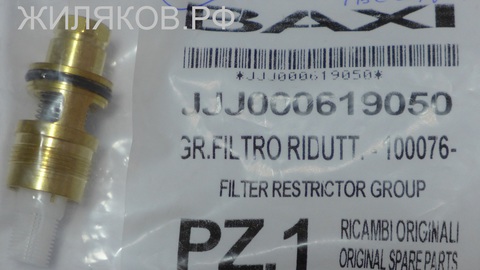 ЖИЛЯКОВ.РФ
BAXI
*JJJ000619050*
JJJ000619050
GR.FILTRO RIDUTT. - 100076-
FILTER RESTRICTOR GROUP
PZ.1
RICAMBI ORIGINALI
ORIGINAL SPARE PARTS